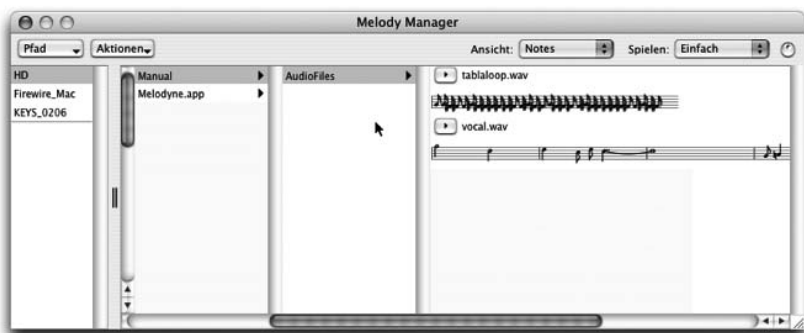 Melody Manager
Pfad Aktionen Ansicht: Notes Spielen: Einfach
HD
Firewire_Mac
KEYS_0206
Manual
Melodyne.app
AudioFiles
tablaloop.wav
vocal.wav